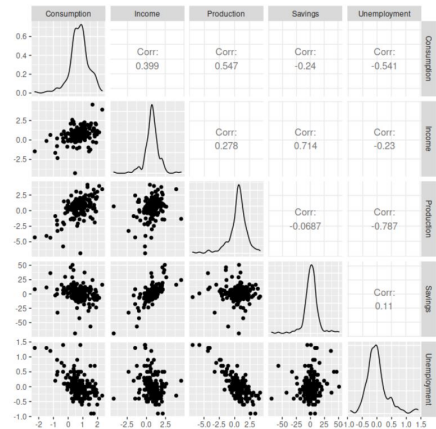 Consumption Income Production Savings Unemployment
0.6 -
0.4 -
0.2 -
0.0 -
Corr:
0.399
Corr:
0.547
Corr:
-0.24
Corr:
-0.541
Consumption
2.5 -
0.0 -
-2.5 -
Corr:
0.278
Corr:
0.714
Corr:
-0.23
Income
2.5 -
0.0 -
-2.5 -
-5.0 -
Corr:
-0.0687
Corr:
-0.787
Production
50 -
25 -
0 -
-25 -
-50 -
Corr:
0.11
Savings
1.5 -
1.0 -
0.5 -
0.0 -
-0.5 -
-1.0 -
Unemployment
-2 -1 0 1 2 -2.5 0.0 2.5 -5.0 -2.5 0.0 2.5 -50 -25 0 25 50 -1.0 -0.5 0.0 0.5 1.0 1.5